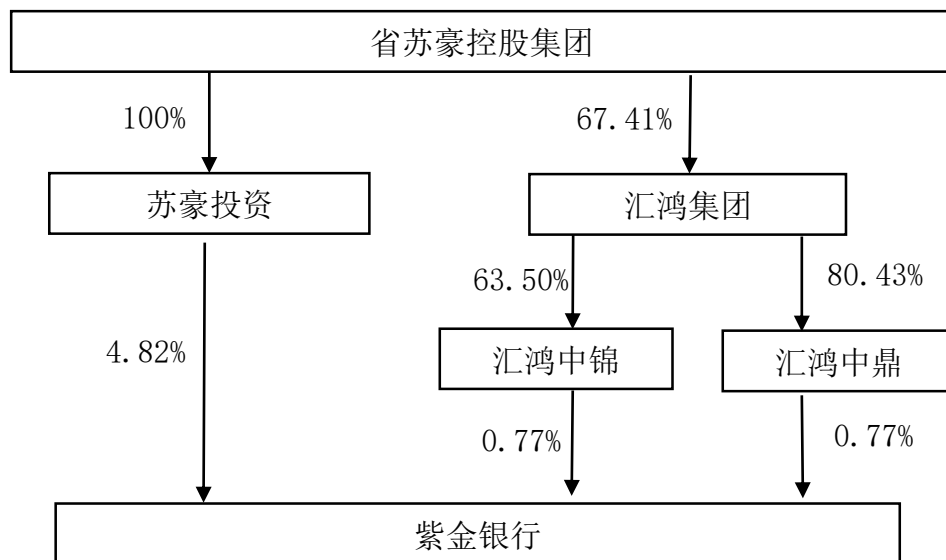 省苏豪控股集团
100%
67.41%
苏豪投资
汇鸿集团
63.50%
80.43%
4.82%
汇鸿中锦
汇鸿中鼎
0.77%
0.77%
紫金银行